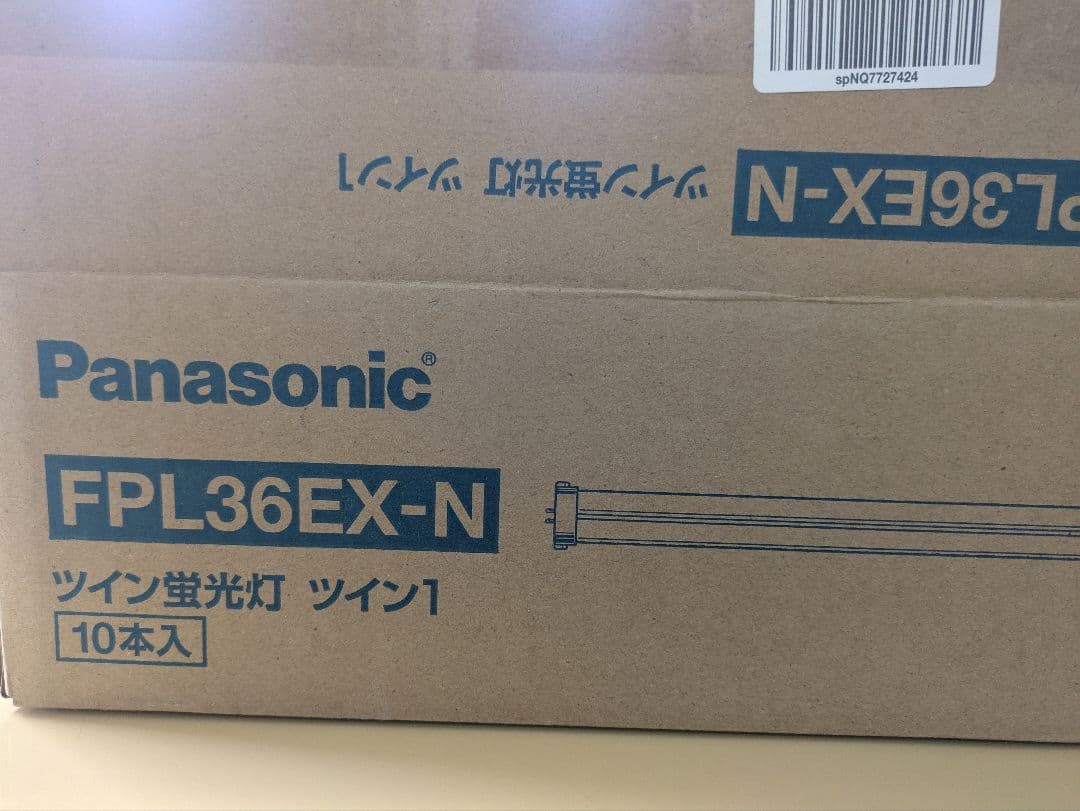 spNQ7727424
PL36EX-N
ツイン蛍光灯 ツイン1
Panasonic®
FPL36EX-N
ツイン蛍光灯 ツイン1
10本入